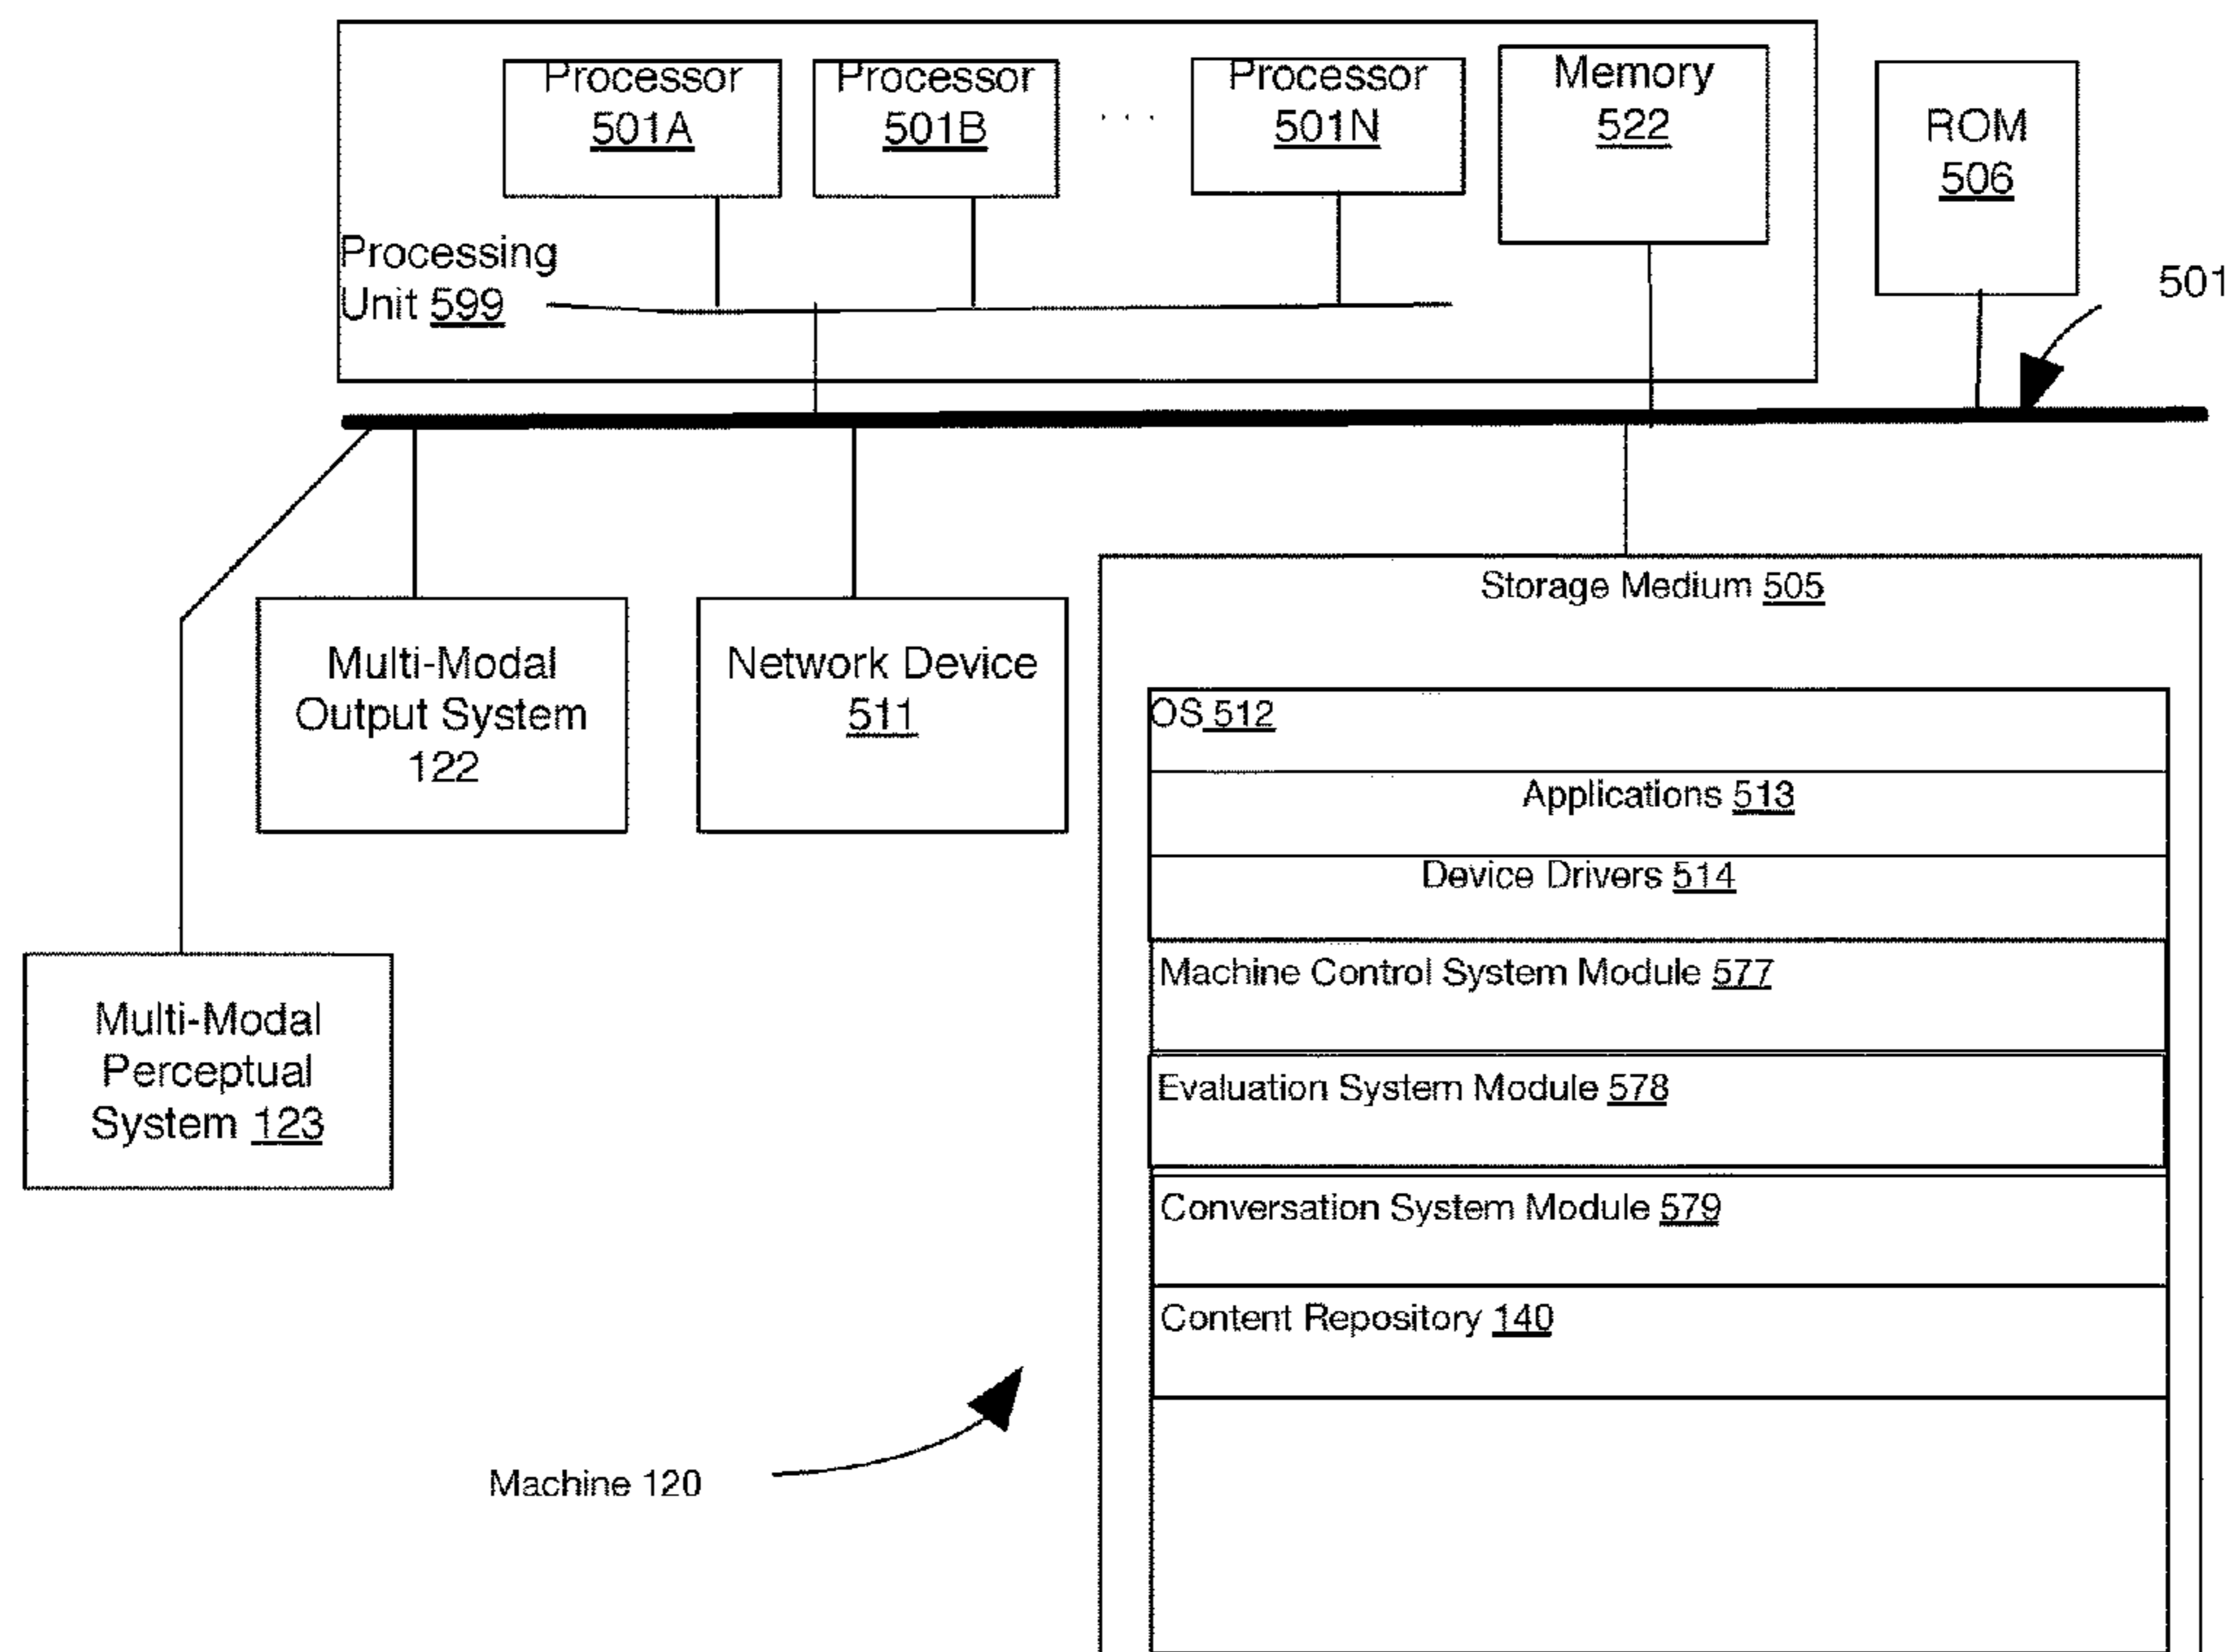 Processor
501A
Processor
501B
. . .
Processor
501N
Memory
522
ROM
506
Processing
Unit 599
501
Multi-Modal
Output System
122
Network Device
511
Storage Medium 505
OS 512
Applications 513
Device Drivers 514
Machine Control System Module 577
Evaluation System Module 578
Conversation System Module 579
Content Repository 140
Multi-Modal
Perceptual
System 123
Machine 120